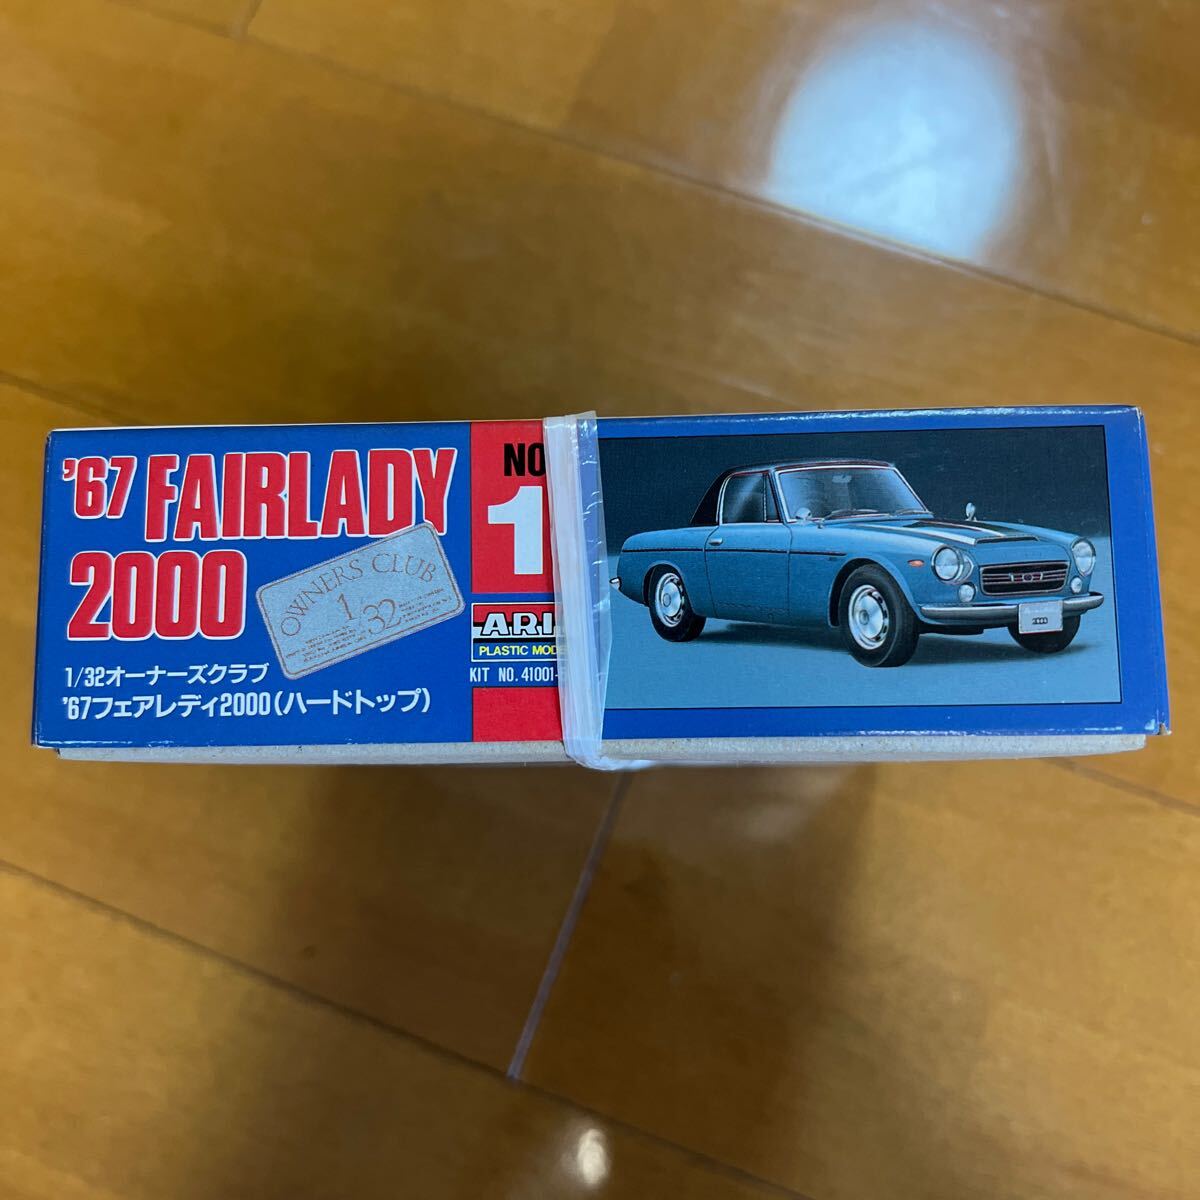 '67 FAIRLADY
2000
OWNERS CLUB
1
32
1/32オーナーズクラブ
'67フェアレディ2000(ハードトップ)
NO
1
ARI
PLASTIC MODE
KIT NO. 41001-
2000